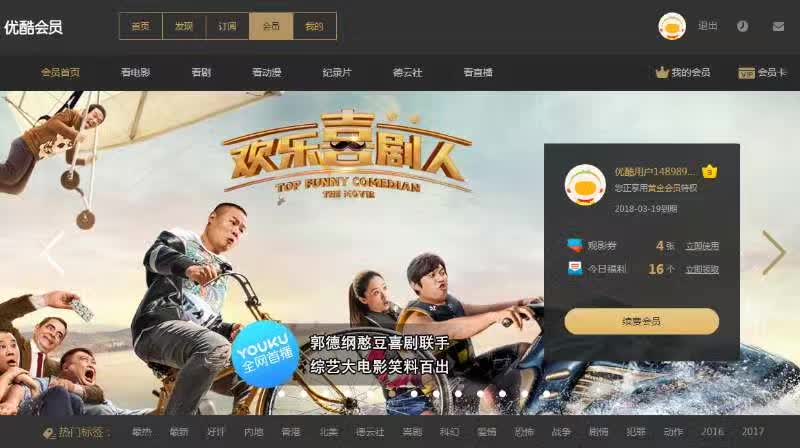 优酷会员
首页 发现 订阅 会员 我的
退出
会员首页 看电影 看剧 看动漫 纪录片 德云社 看直播
我的会员 VIP 会员卡
欢乐喜剧人
TOP FUNNY COMEDIAN
THE MOVIE
优酷用户148989...
您正享用黄金会员特权
2018-03-19到期
观影券 4 张 立即使用
今日福利 16 个 立即领取
续费会员
YOUKU
全网首播
郭德纲憨豆喜剧联手
综艺大电影笑料百出
热门标签: 最热 最新 好评 内地 香港 北美 德云社 喜剧 科幻 爱情 恐怖 战争 剧情 犯罪 动作 2016 2017